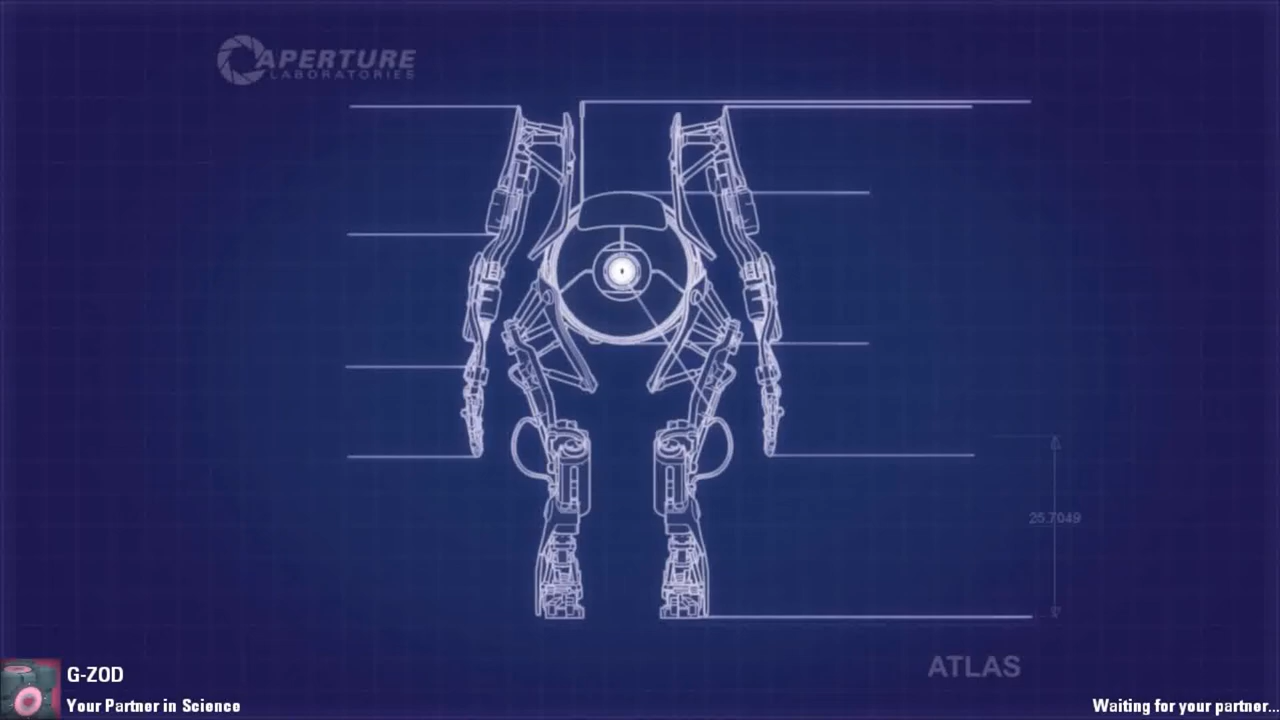 APERTURE
LABORATORIES
25.7049
ATLAS
G-ZOD
Your Partner in Science
Waiting for your partner...